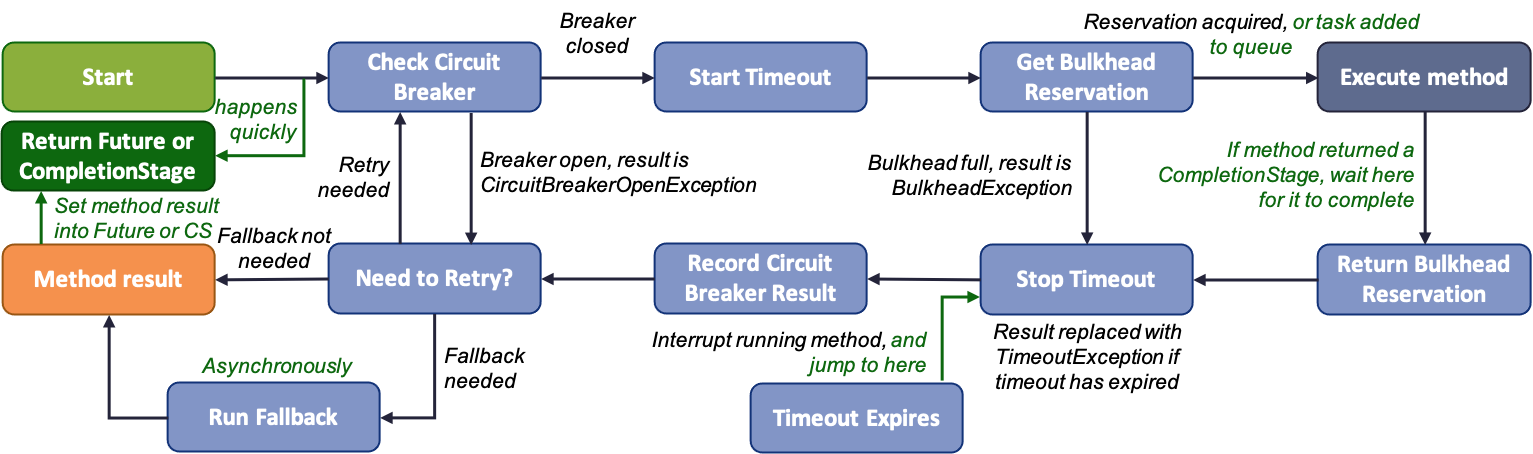 Start
happens
quickly
Return Future or
CompletionStage
Set method result
into Future or CS
Method result
Check Circuit
Breaker
Breaker
closed
Start Timeout
Get Bulkhead
Reservation
Reservation acquired, or task added
to queue
Execute method
Retry
needed
Breaker open, result is
CircuitBreakerOpenException
Bulkhead full, result is
BulkheadException
If method returned a
CompletionStage, wait here
for it to complete
Fallback not
needed
Need to Retry?
Record Circuit
Breaker Result
Stop Timeout
Return Bulkhead
Reservation
Interrupt running method, and
jump to here
Result replaced with
TimeoutException if
timeout has expired
Asynchronously
Fallback
needed
Run Fallback
Timeout Expires